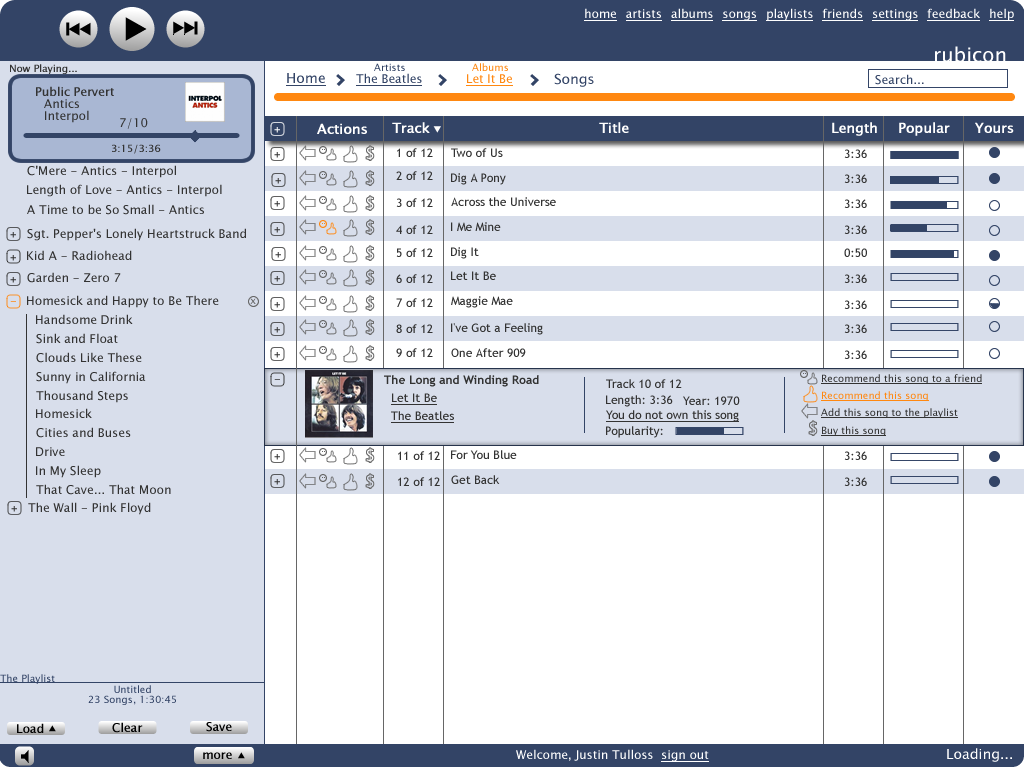 home artists albums songs playlists friends settings feedback help
rubicon
Now Playing...
Public Pervert
Antics
Interpol
7/10
INTERPOL
ANTICS
3:15/3:36
C'Mere – Antics – Interpol
Length of Love – Antics – Interpol
A Time to be So Small – Antics
Sgt. Pepper's Lonely Heartstruck Band
Kid A – Radiohead
Garden – Zero 7
Homesick and Happy to Be There
Handsome Drink
Sink and Float
Clouds Like These
Sunny in California
Thousand Steps
Homesick
Cities and Buses
Drive
In My Sleep
That Cave... That Moon
The Wall – Pink Floyd
The Playlist
Untitled
23 Songs, 1:30:45
Load ▲ Clear Save
more ▲
Artists Albums
Home The Beatles Let It Be Songs
Search...
Actions Track ▼ Title Length Popular Yours
1 of 12 Two of Us 3:36
2 of 12 Dig A Pony 3:36
3 of 12 Across the Universe 3:36
4 of 12 I Me Mine 3:36
5 of 12 Dig It 0:50
6 of 12 Let It Be 3:36
7 of 12 Maggie Mae 3:36
8 of 12 I've Got a Feeling 3:36
9 of 12 One After 909 3:36
LET IT BE
The Long and Winding Road
Let It Be
The Beatles
Track 10 of 12
Length: 3:36 Year: 1970
You do not own this song
Popularity:
Recommend this song to a friend
Recommend this song
Add this song to the playlist
Buy this song
11 of 12 For You Blue 3:36
12 of 12 Get Back 3:36
Welcome, Justin Tulloss sign out
Loading...